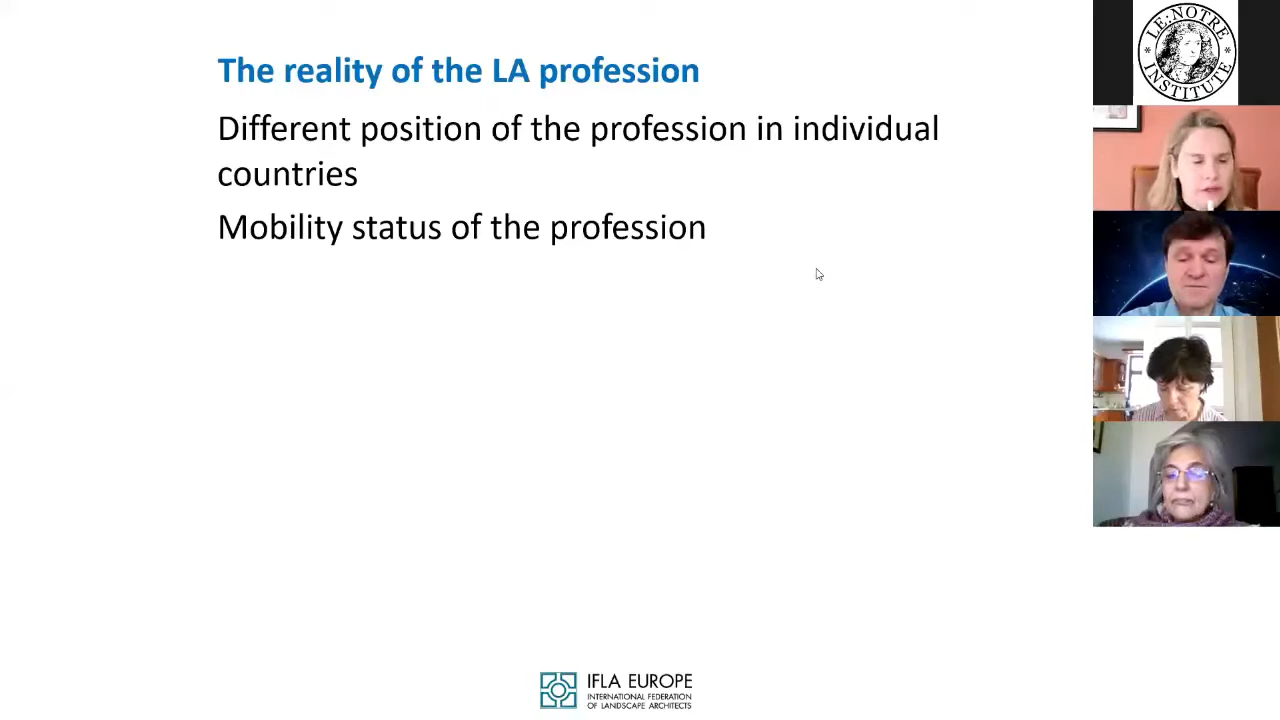 The reality of the LA profession
Different position of the profession in individual
countries
Mobility status of the profession
LE:NOTRE
INSTITUTE
IFLA EUROPE
INTERNATIONAL FEDERATION
OF LANDSCAPE ARCHITECTS